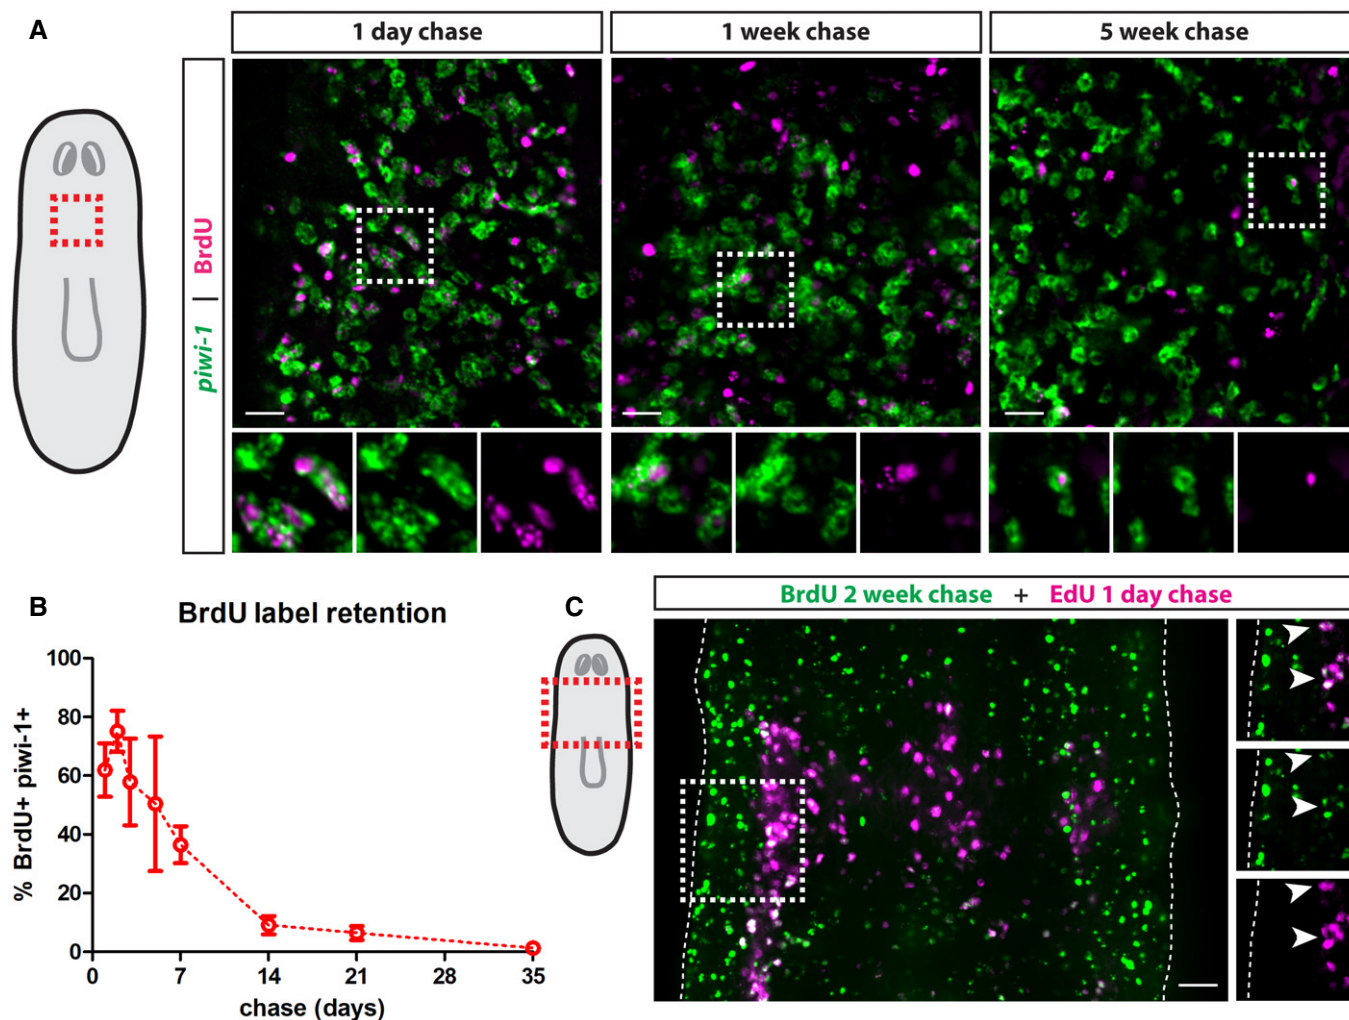 A
1 day chase
1 week chase
5 week chase
piwi-1 | BrdU
B
BrdU label retention
% BrdU+ piwi-1+
100
80
60
40
20
0
0 7 14 21 28 35
chase (days)
C
BrdU 2 week chase + EdU 1 day chase